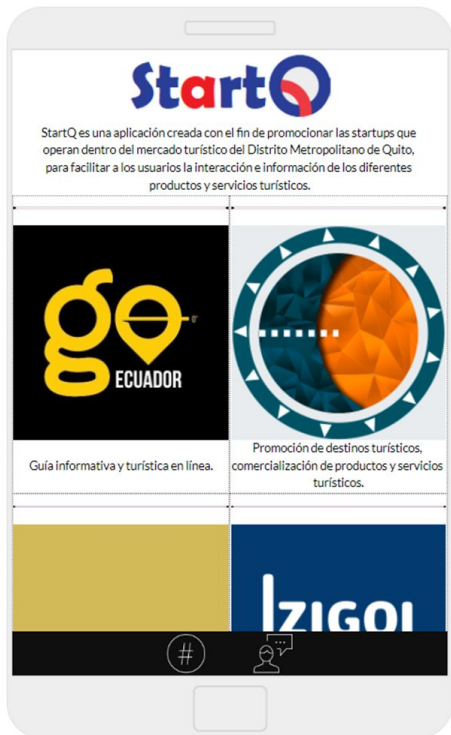 StartQ
StartQ es una aplicación creada con el fin de promocionar las startups que
operan dentro del mercado turístico del Distrito Metropolitano de Quito,
para facilitar a los usuarios la interacción e información de los diferentes
productos y servicios turísticos.
go
0°
ECUADOR
Guía informativa y turística en línea.
Promoción de destinos turísticos,
comercialización de productos y servicios
turísticos.
#